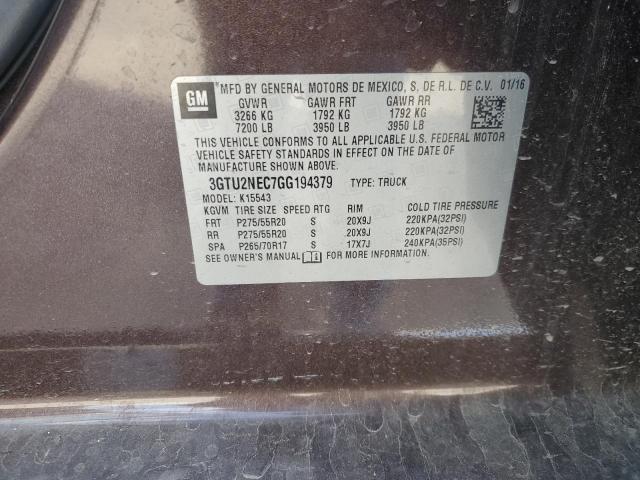 GM *MFD BY GENERAL MOTORS DE MEXICO, S. DE R.L. DE C.V. 01/16
GVWR GAWR FRT GAWR RR
3266 KG 1792 KG 1792 KG
7200 LB 3950 LB 3950 LB
THIS VEHICLE CONFORMS TO ALL APPLICABLE U.S. FEDERAL MOTOR
VEHICLE SAFETY STANDARDS IN EFFECT ON THE DATE OF
MANUFACTURE SHOWN ABOVE.
3GTU2NEC7GG194379 TYPE: TRUCK
MODEL: K15543
KGVM TIRE SIZE SPEED RTG RIM COLD TIRE PRESSURE
FRT P275/55R20 S 20X9J 220KPA(32PSI)
RR P275/55R20 S 20X9J 220KPA(32PSI)
SPA P265/70R17 S 17X7J 240KPA(35PSI)
SEE OWNER'S MANUAL FOR MORE INFORMATION.